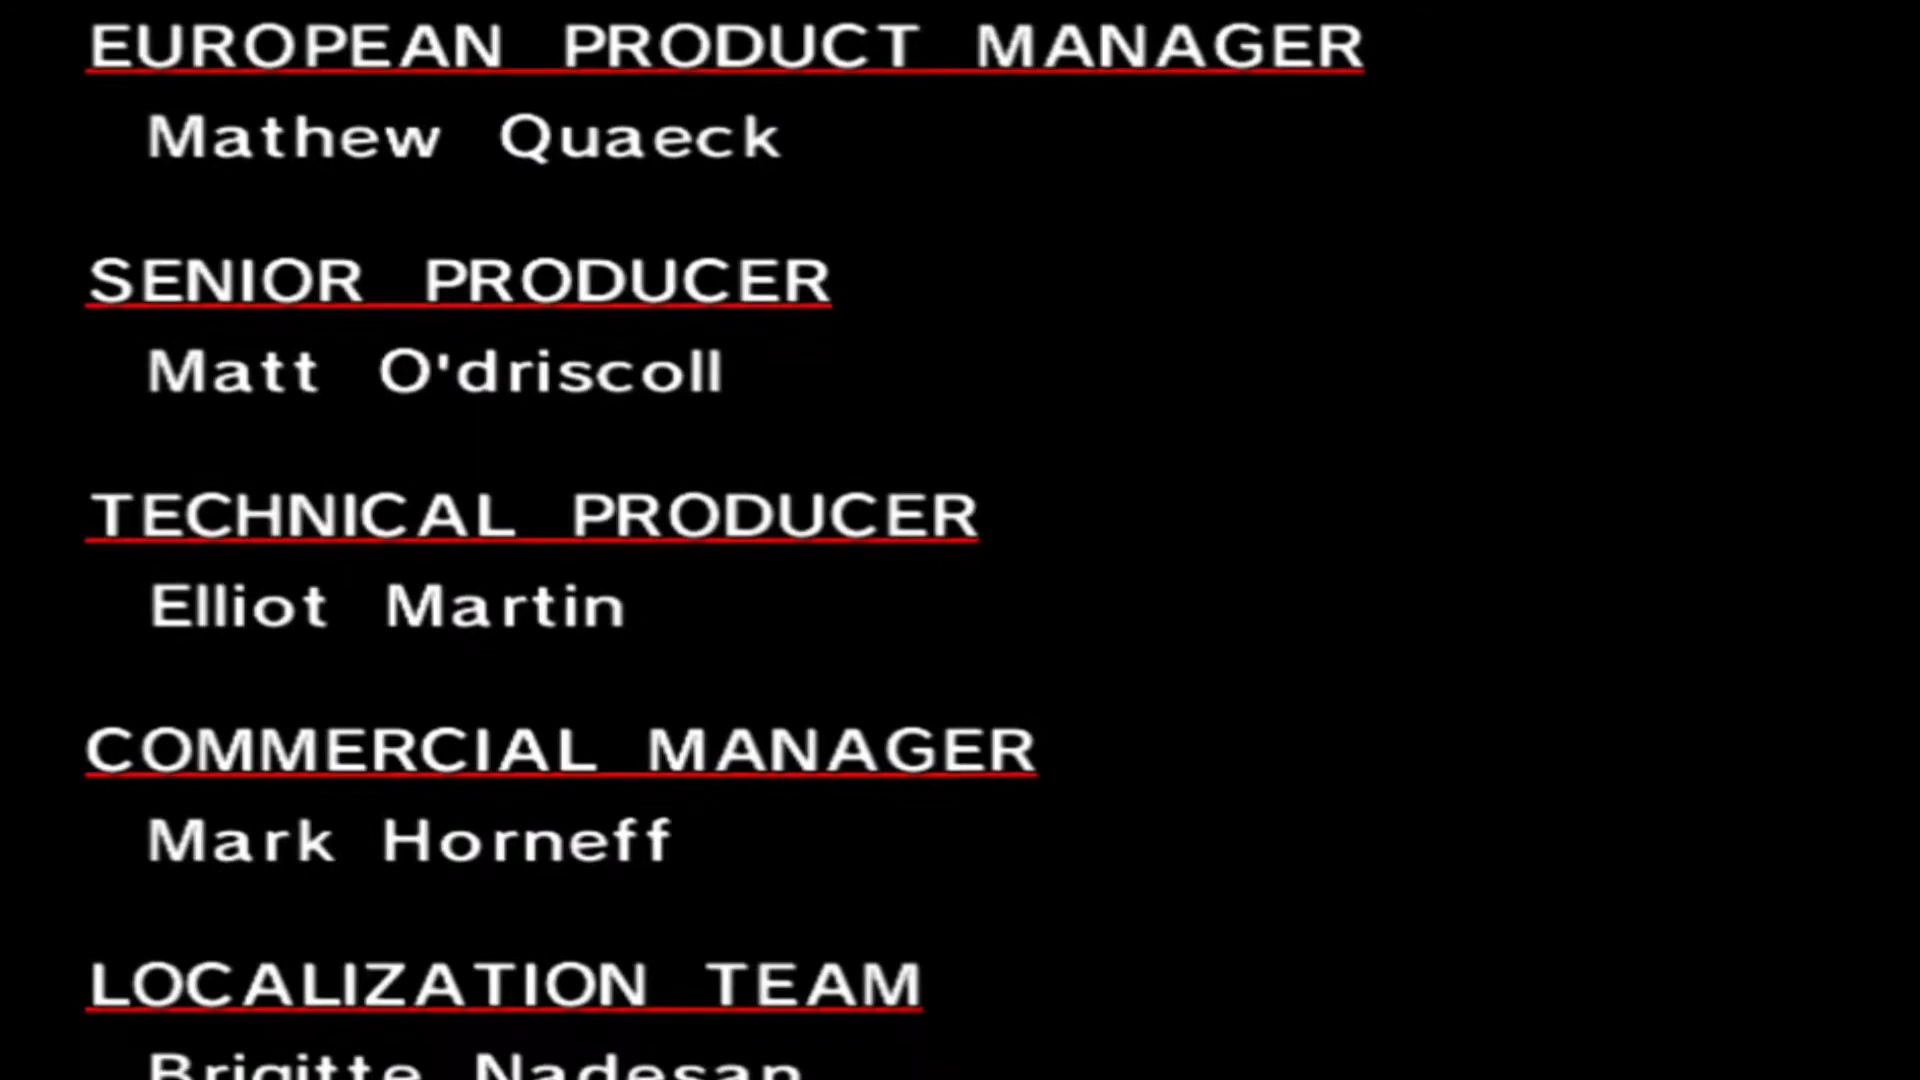 EUROPEAN PRODUCT MANAGER
Mathew Quaeck
SENIOR PRODUCER
Matt O'driscoll
TECHNICAL PRODUCER
Elliot Martin
COMMERCIAL MANAGER
Mark Horneff
LOCALIZATION TEAM
Brigitte Nadesan